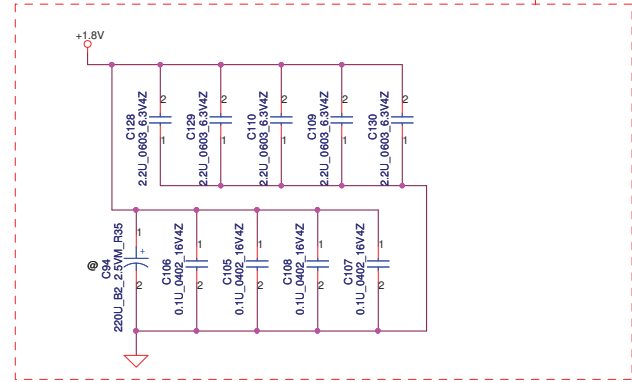 +1.8V
C128
2.2U_0603_6.3V4Z
2
1
C129
2.2U_0603_6.3V4Z
2
1
C110
2.2U_0603_6.3V4Z
2
1
C109
2.2U_0603_6.3V4Z
2
1
C130
2.2U_0603_6.3V4Z
2
1
@
C94
220U_B2_2.5VM_R35
1
+
2
C106
0.1U_0402_16V4Z
1
2
C105
0.1U_0402_16V4Z
1
2
C108
0.1U_0402_16V4Z
1
2
C107
0.1U_0402_16V4Z
1
2